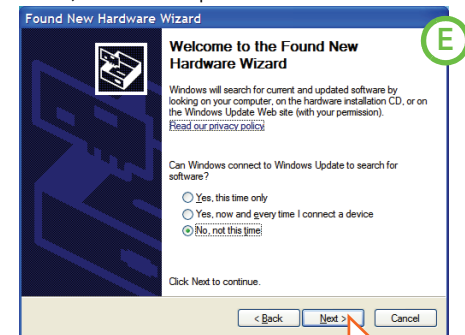 Found New Hardware Wizard
E
Welcome to the Found New
Hardware Wizard
Windows will search for current and updated software by
looking on your computer, on the hardware installation CD, or on
the Windows Update Web site (with your permission).
Read our privacy policy
Can Windows connect to Windows Update to search for
software?
Yes, this time only
Yes, now and every time I connect a device
No, not this time
Click Next to continue.
< Back
Next >
Cancel